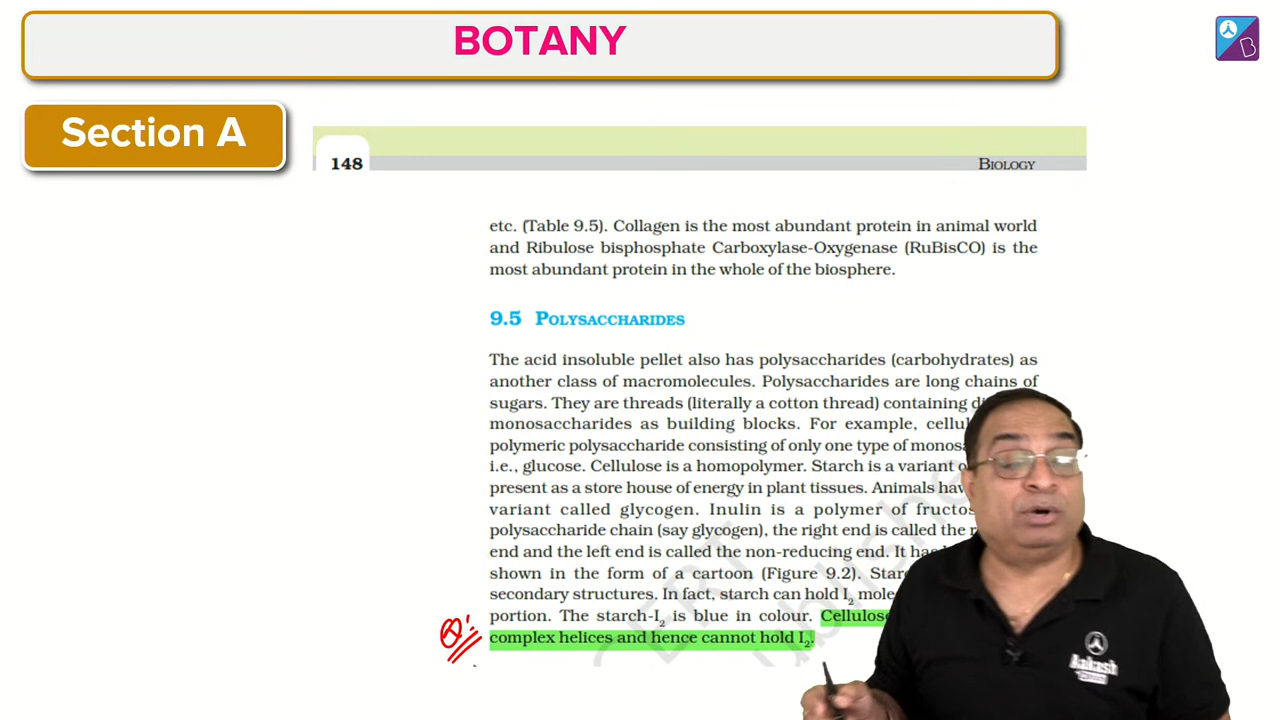 BOTANY
Section A
148
BIOLOGY
etc. (Table 9.5). Collagen is the most abundant protein in animal world
and Ribulose bisphosphate Carboxylase-Oxygenase (RuBisCO) is the
most abundant protein in the whole of the biosphere.
9.5 POLYSACCHARIDES
The acid insoluble pellet also has polysaccharides (carbohydrates) as
another class of macromolecules. Polysaccharides are long chains of
sugars. They are threads (literally a cotton thread) containing
monosaccharides as building blocks. For example,
polymeric polysaccharide consisting of only one type of
i.e., glucose. Cellulose is a homopolymer. Starch is a variant
present as a store house of energy in plant tissues. Animals
variant called glycogen. Inulin is a polymer of
polysaccharide chain (say glycogen), the right end is called the
end and the left end is called the non-reducing end. It
shown in the form of a cartoon (Figure 9.2).
secondary structures. In fact, starch can hold I₂
portion. The starch-I₂ is blue in colour. Cellulose
complex helices and hence cannot hold I₂.
Aakash